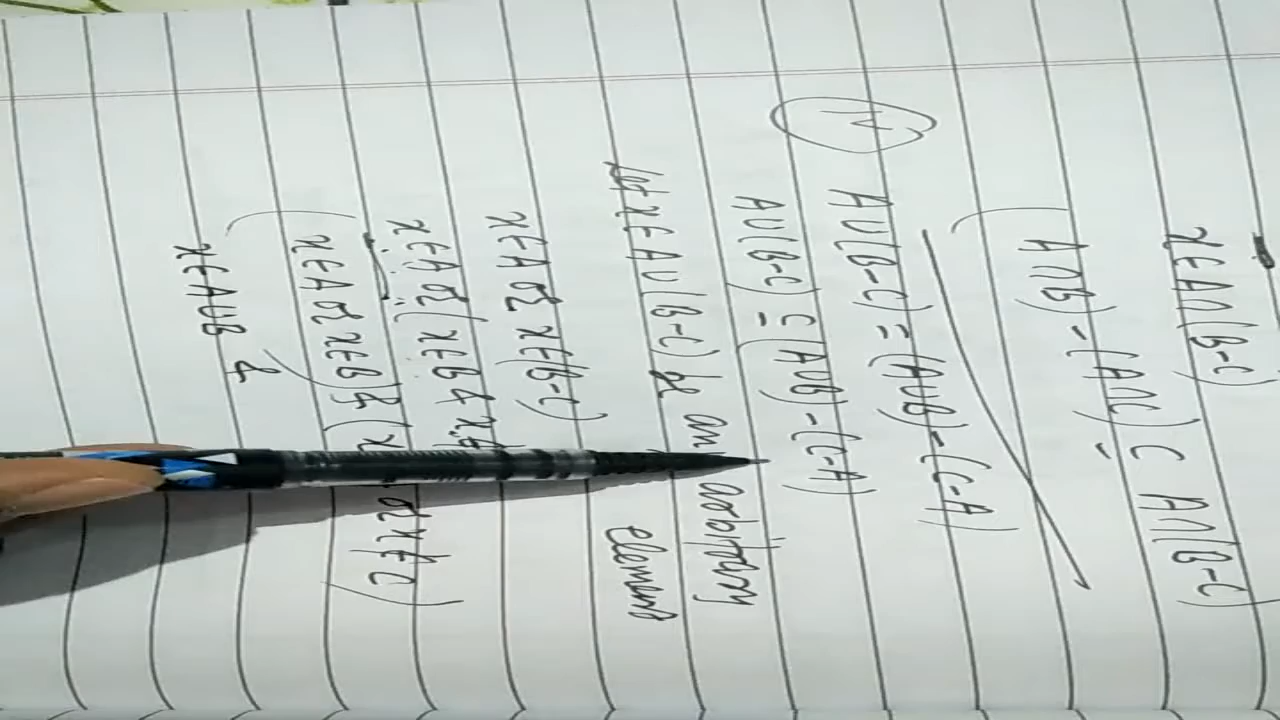 x∈A∩(B-C)
A∩B)-(A∩C) ⊆ A∩(B-C)
IV
A∪(B-C) = (A∪B)-(C-A)
A∪(B-C) ⊆ (A∪B)-(C-A)
let x∈A∪(B-C) be an arbitrary
element
x∈A or x∈(B-C)
x∈A or (x∈B & x∉
(x∈A or x∈B) & (x or x∉C)
x∈A∪B &